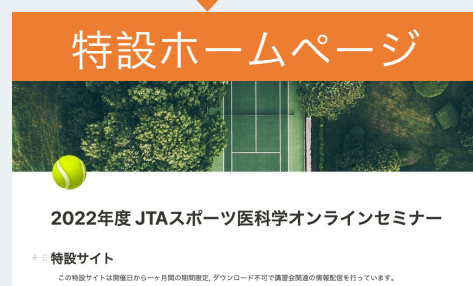 特設ホームページ
2022年度 JTAスポーツ医科学オンラインセミナー
特設サイト
この特設サイトは開催日から一ヶ月間の期間限定, ダウンロード不可で講習会関連の情報配信を行っています。